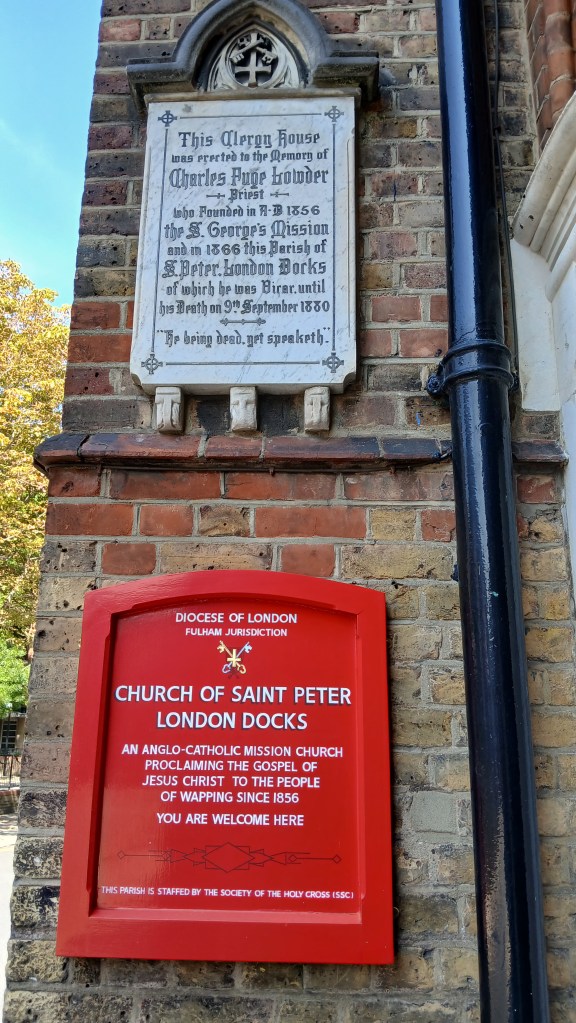 This Clergy House
was erected to the Memory of
Charles Fuge Lowder
Priest
who Founded in A·D 1856
the S. George's Mission
and in 1866 this Parish of
S. Peter. London Docks
of which he was Vicar. until
his Death on 9th September 1880
"He being dead, yet speaketh."
DIOCESE OF LONDON
FULHAM JURISDICTION
CHURCH OF SAINT PETER
LONDON DOCKS
AN ANGLO-CATHOLIC MISSION CHURCH
PROCLAIMING THE GOSPEL OF
JESUS CHRIST TO THE PEOPLE
OF WAPPING SINCE 1856
YOU ARE WELCOME HERE
THIS PARISH IS STAFFED BY THE SOCIETY OF THE HOLY CROSS (SSC)